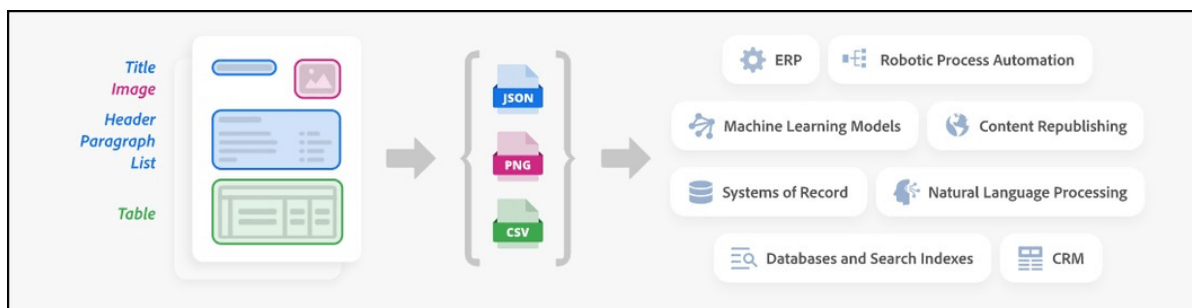 Title
Image
Header
Paragraph
List
Table
JSON
PNG
CSV
ERP
Robotic Process Automation
Machine Learning Models
Content Republishing
Systems of Record
Natural Language Processing
Databases and Search Indexes
CRM